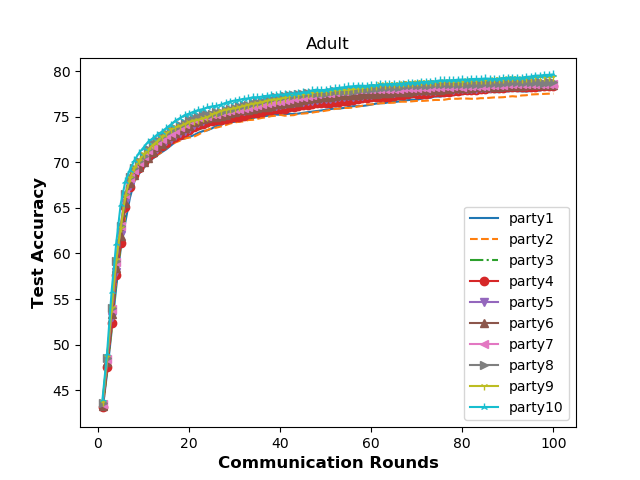 Adult
Test Accuracy
80
75
70
65
60
55
50
45
0 20 40 60 80 100
Communication Rounds
party1
party2
party3
party4
party5
party6
party7
party8
party9
party10